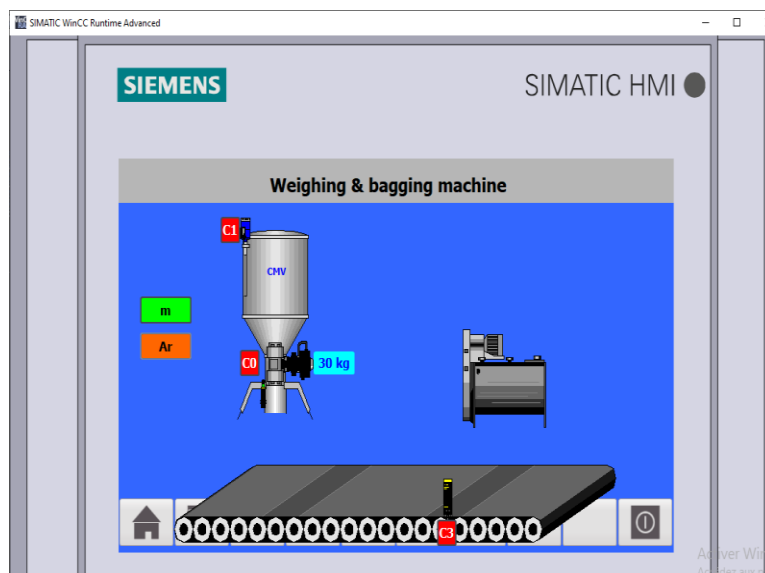 SIMATIC WinCC Runtime Advanced
SIEMENS
SIMATIC HMI
Weighing & bagging machine
C1
CMV
m
Ar
C0
30 kg
C3